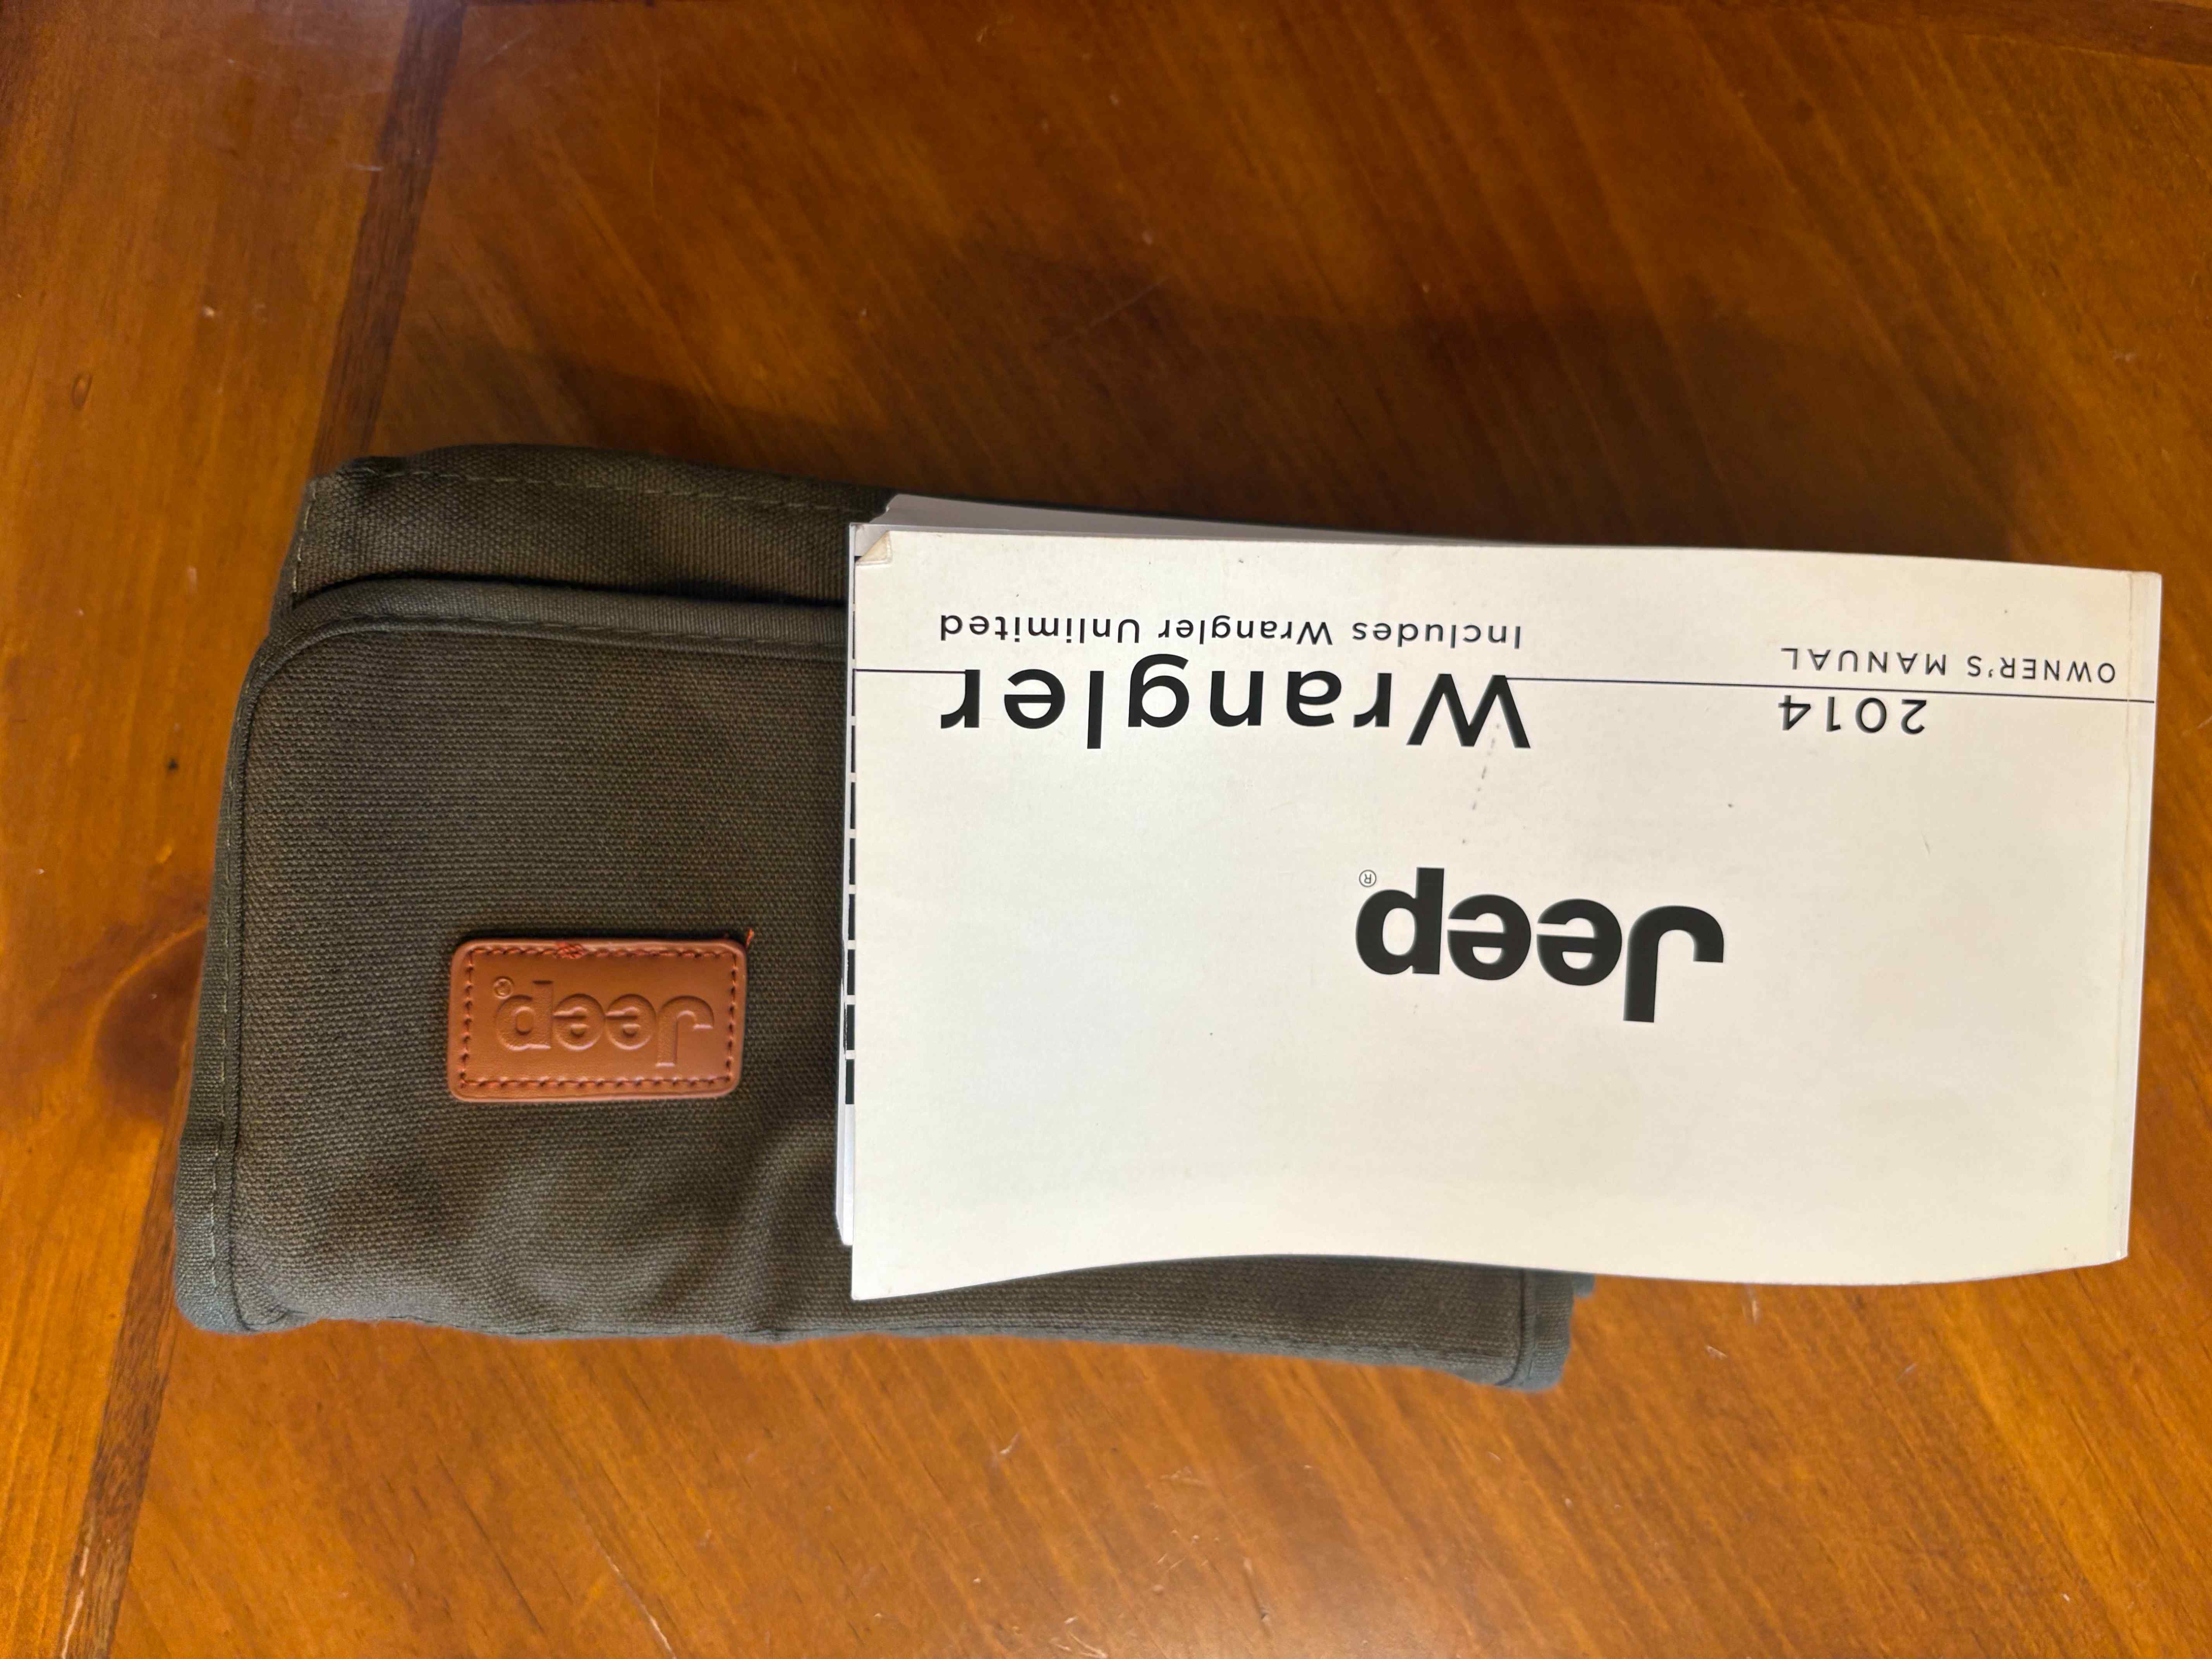 Jeep®
2014
Wrangler
OWNER'S MANUAL
Includes Wrangler Unlimited
Jeep®